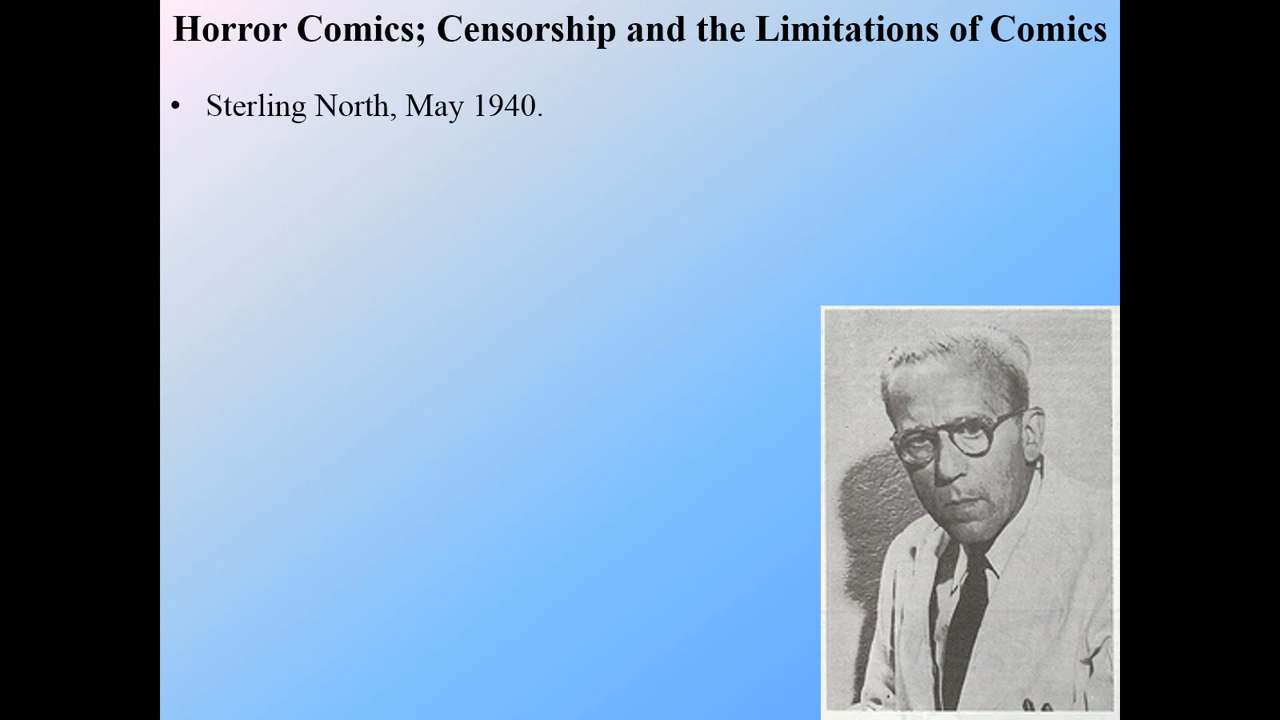 Horror Comics; Censorship and the Limitations of Comics
• Sterling North, May 1940.